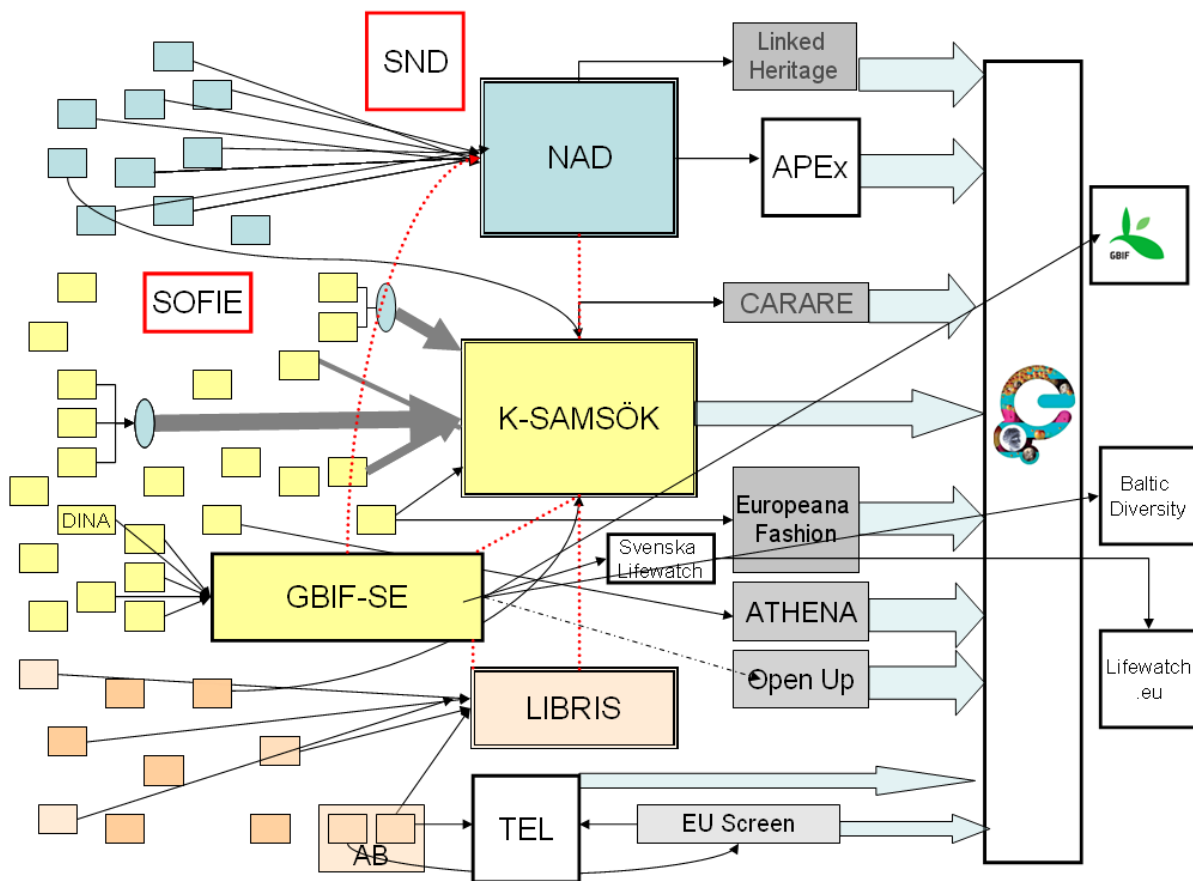 SND
Linked
Heritage
NAD
APEx
GBIF
SOFIE
CARARE
K-SAMSÖK
Europeana
Fashion
Baltic
Diversity
DINA
Svenska
Lifewatch
GBIF-SE
ATHENA
Open Up
Lifewatch
.eu
LIBRIS
TEL
EU Screen
AB